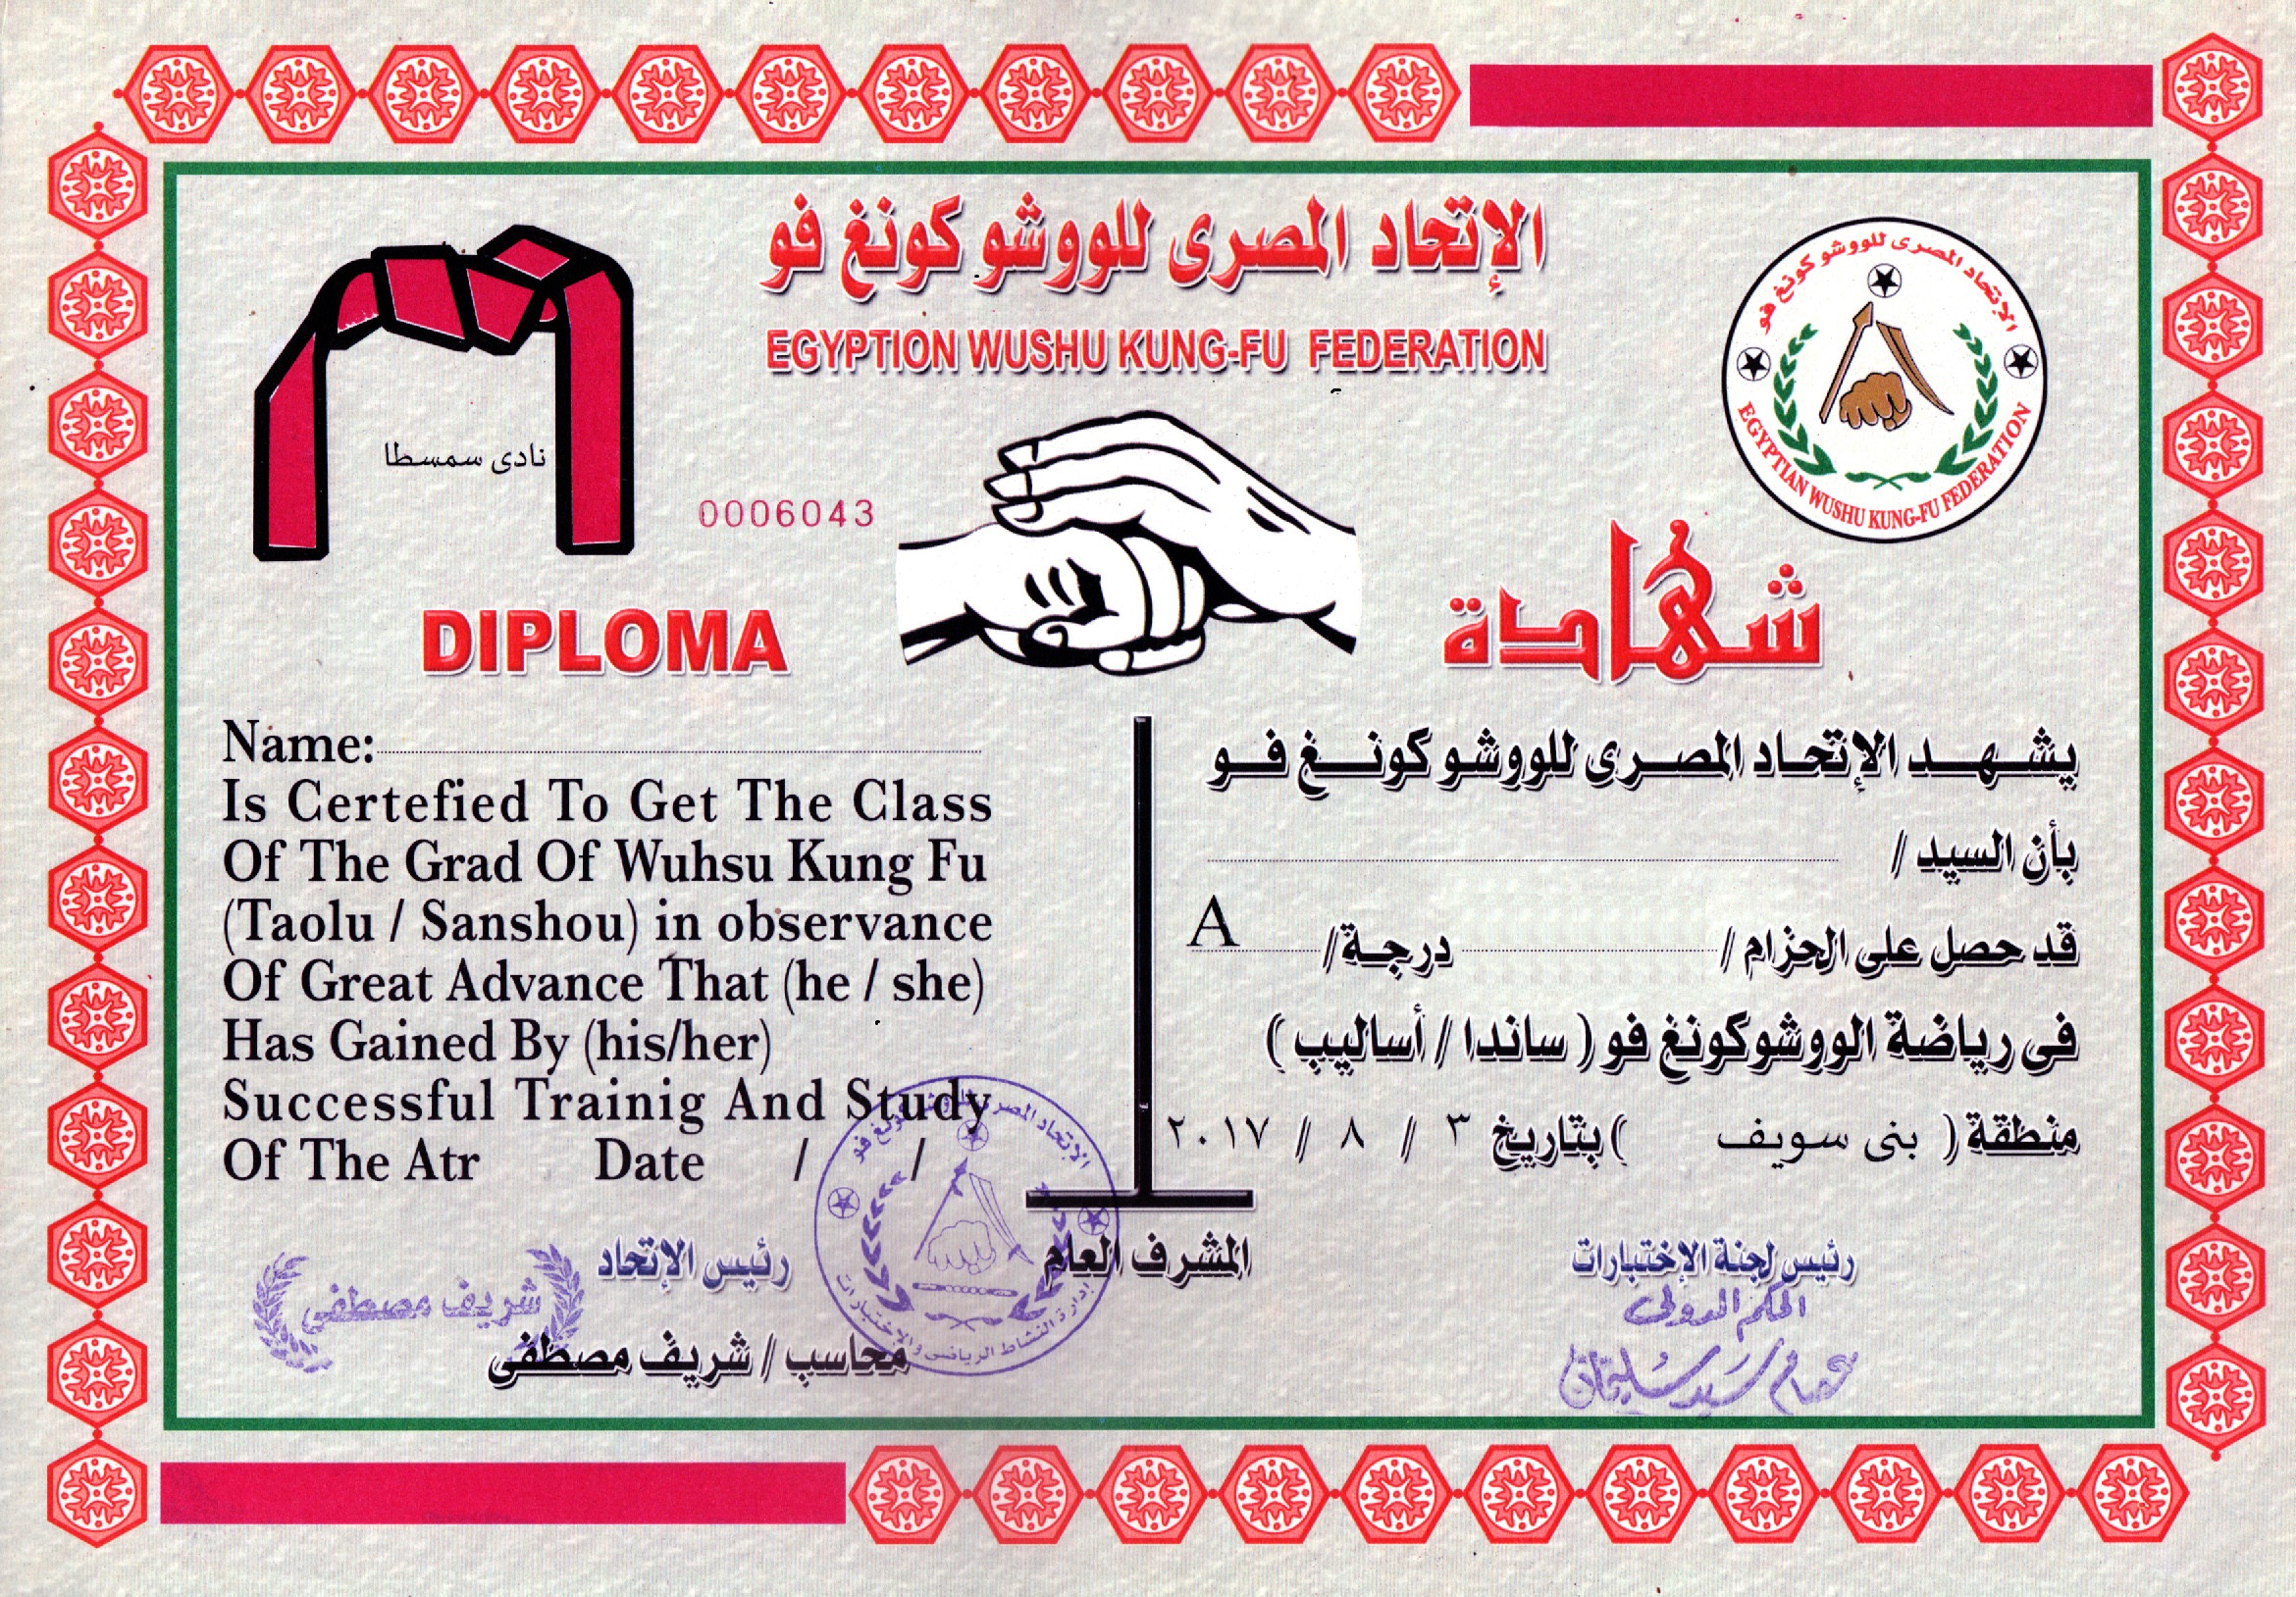 الإتحاد المصرى للووشو كونغ فو
EGYPTION WUSHU KUNG-FU FEDERATION
الإتحاد المصرى للووشو كونغ فو
EGYPTIAN WUSHU KUNG-FU FEDERATION
نادى سمسطا
0006043
DIPLOMA
شهادة
Name:
Is Certefied To Get The Class
Of The Grad Of Wuhsu Kung Fu
(Taolu / Sanshou) in observance
Of Great Advance That (he / she)
Has Gained By (his/her)
Successful Trainig And Study
Of The Atr Date / /
يشهد الإتحاد المصرى للووشو كونغ فو
بأن السيد /
قد حصل على الحزام / درجة / A
فى رياضة الووشوكونغ فو ( ساندا / أساليب )
منطقة ( بنى سويف ) بتاريخ ٣ / ٨ / ٢٠١٧
رئيس الإتحاد
شريف مصطفى
محاسب / شريف مصطفى
الإتحاد المصرى للووشو كونغ فو
إدارة النشاط الرياضى والإختبارات
المشرف العام
رئيس لجنة الإختبارات
الحكم الدولى
عصام سيد سليمان